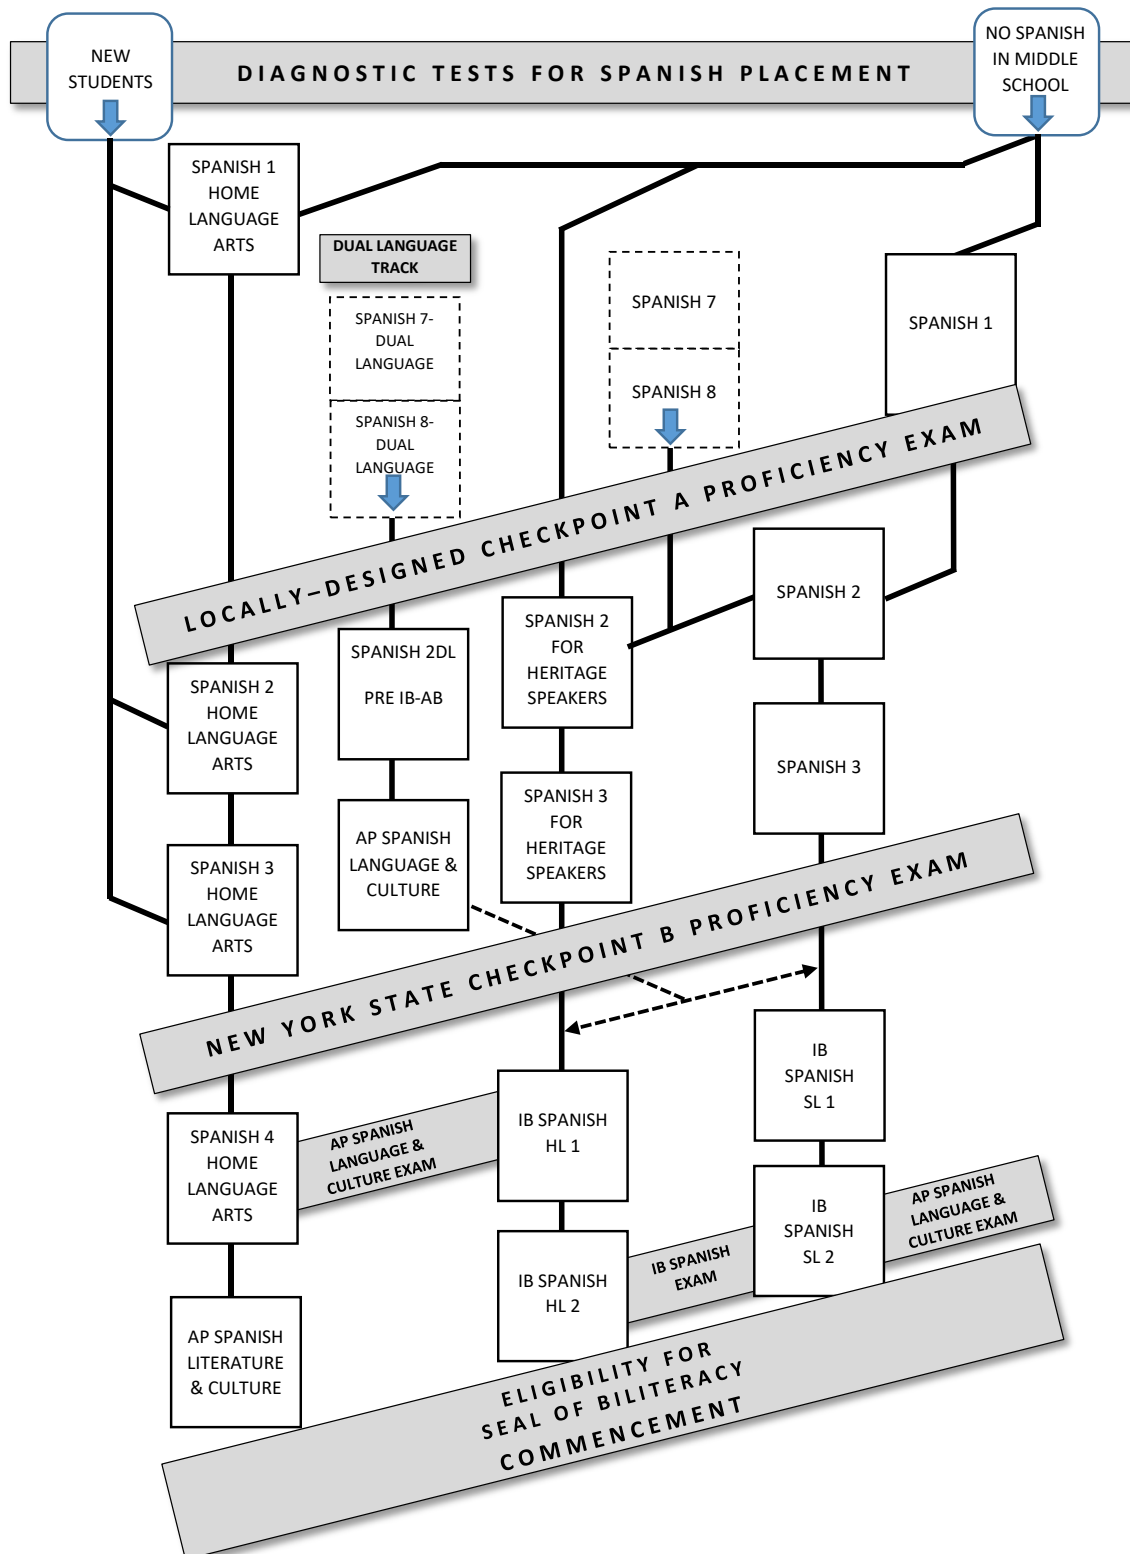 NEW
STUDENTS
DIAGNOSTIC TESTS FOR SPANISH PLACEMENT
NO SPANISH
IN MIDDLE
SCHOOL
SPANISH 1
HOME
LANGUAGE
ARTS
DUAL LANGUAGE
TRACK
SPANISH 7-
DUAL
LANGUAGE
SPANISH 8-
DUAL
LANGUAGE
SPANISH 7
SPANISH 8
SPANISH 1
LOCALLY–DESIGNED CHECKPOINT A PROFICIENCY EXAM
SPANISH 2
HOME
LANGUAGE
ARTS
SPANISH 2DL
PRE IB-AB
SPANISH 2
FOR
HERITAGE
SPEAKERS
SPANISH 2
SPANISH 3
HOME
LANGUAGE
ARTS
AP SPANISH
LANGUAGE &
CULTURE
SPANISH 3
FOR
HERITAGE
SPEAKERS
SPANISH 3
NEW YORK STATE CHECKPOINT B PROFICIENCY EXAM
SPANISH 4
HOME
LANGUAGE
ARTS
AP SPANISH
LANGUAGE &
CULTURE EXAM
IB SPANISH
HL 1
IB
SPANISH
SL 1
AP SPANISH
LITERATURE
& CULTURE
IB SPANISH
HL 2
IB SPANISH
EXAM
IB
SPANISH
SL 2
AP SPANISH
LANGUAGE &
CULTURE EXAM
ELIGIBILITY FOR
SEAL OF BILITERACY
COMMENCEMENT